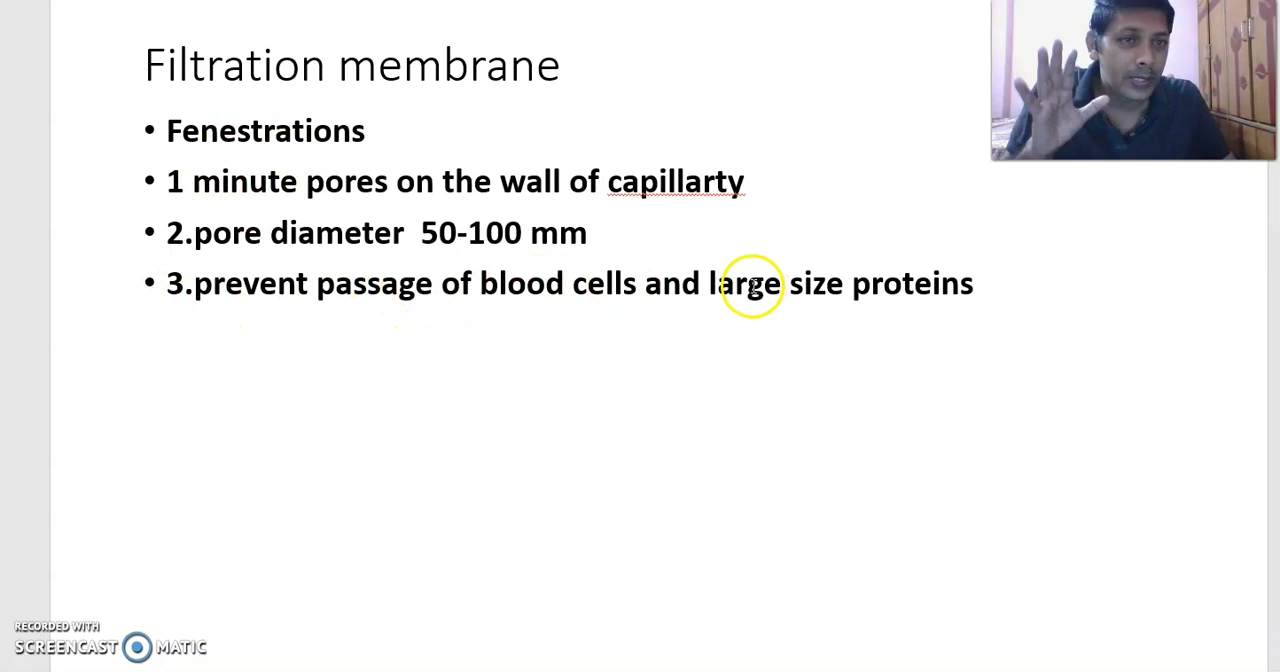 Filtration membrane
• Fenestrations
• 1 minute pores on the wall of capillarty
• 2.pore diameter  50-100 mm
• 3.prevent passage of blood cells and large size proteins
RECORDED WITH
SCREENCAST MATIC